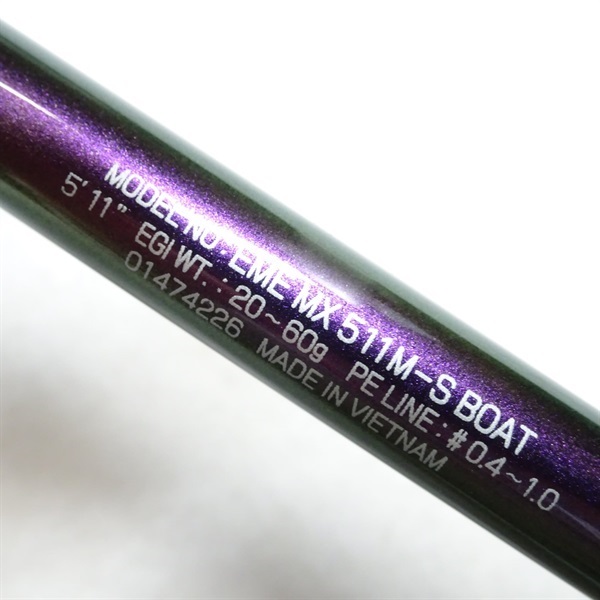 MODEL NO. EME MX 511M-S BOAT
5'11" EGI WT.: 20~60g PE LINE: #0.4~1.0
01474226 MADE IN VIETNAM